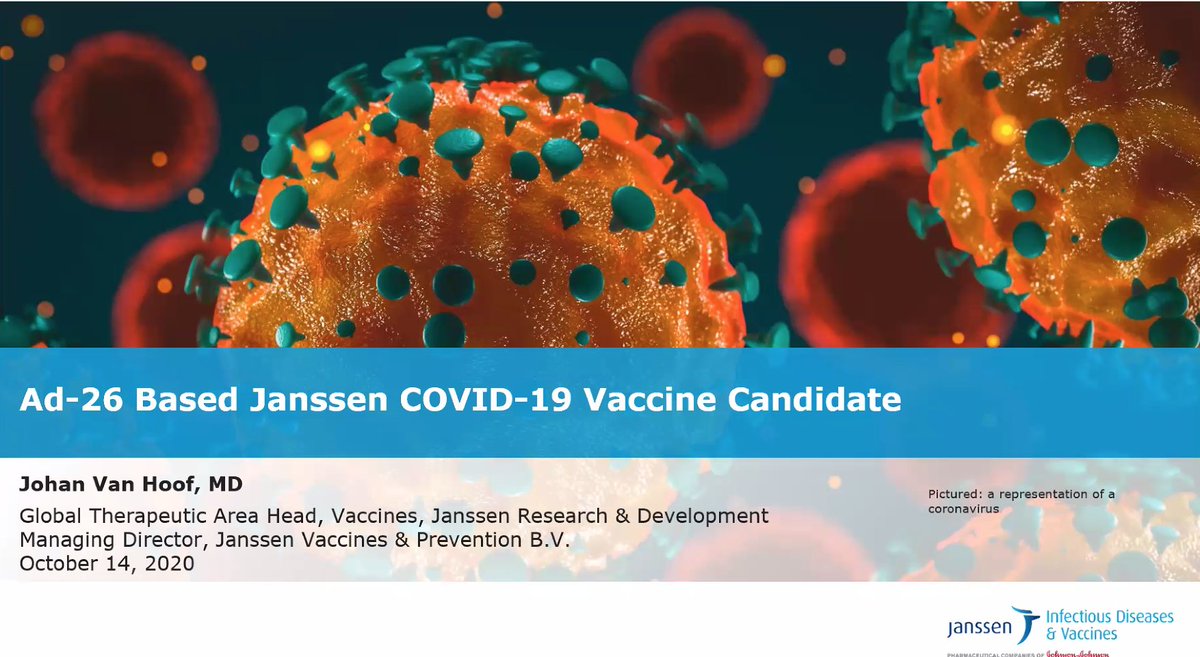 Ad-26 Based Janssen COVID-19 Vaccine Candidate
Johan Van Hoof, MD
Global Therapeutic Area Head, Vaccines, Janssen Research & Development
Managing Director, Janssen Vaccines & Prevention B.V.
October 14, 2020
Pictured: a representation of a
coronavirus
janssen
Infectious Diseases
& Vaccines
PHARMACEUTICAL COMPANIES OF Johnson-Johnson